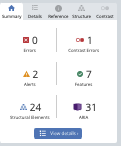 Summary Details Reference Structure Contrast
0 1
Errors Contrast Errors
2 7
Alerts Features
24 31
Structural Elements ARIA
View details ›